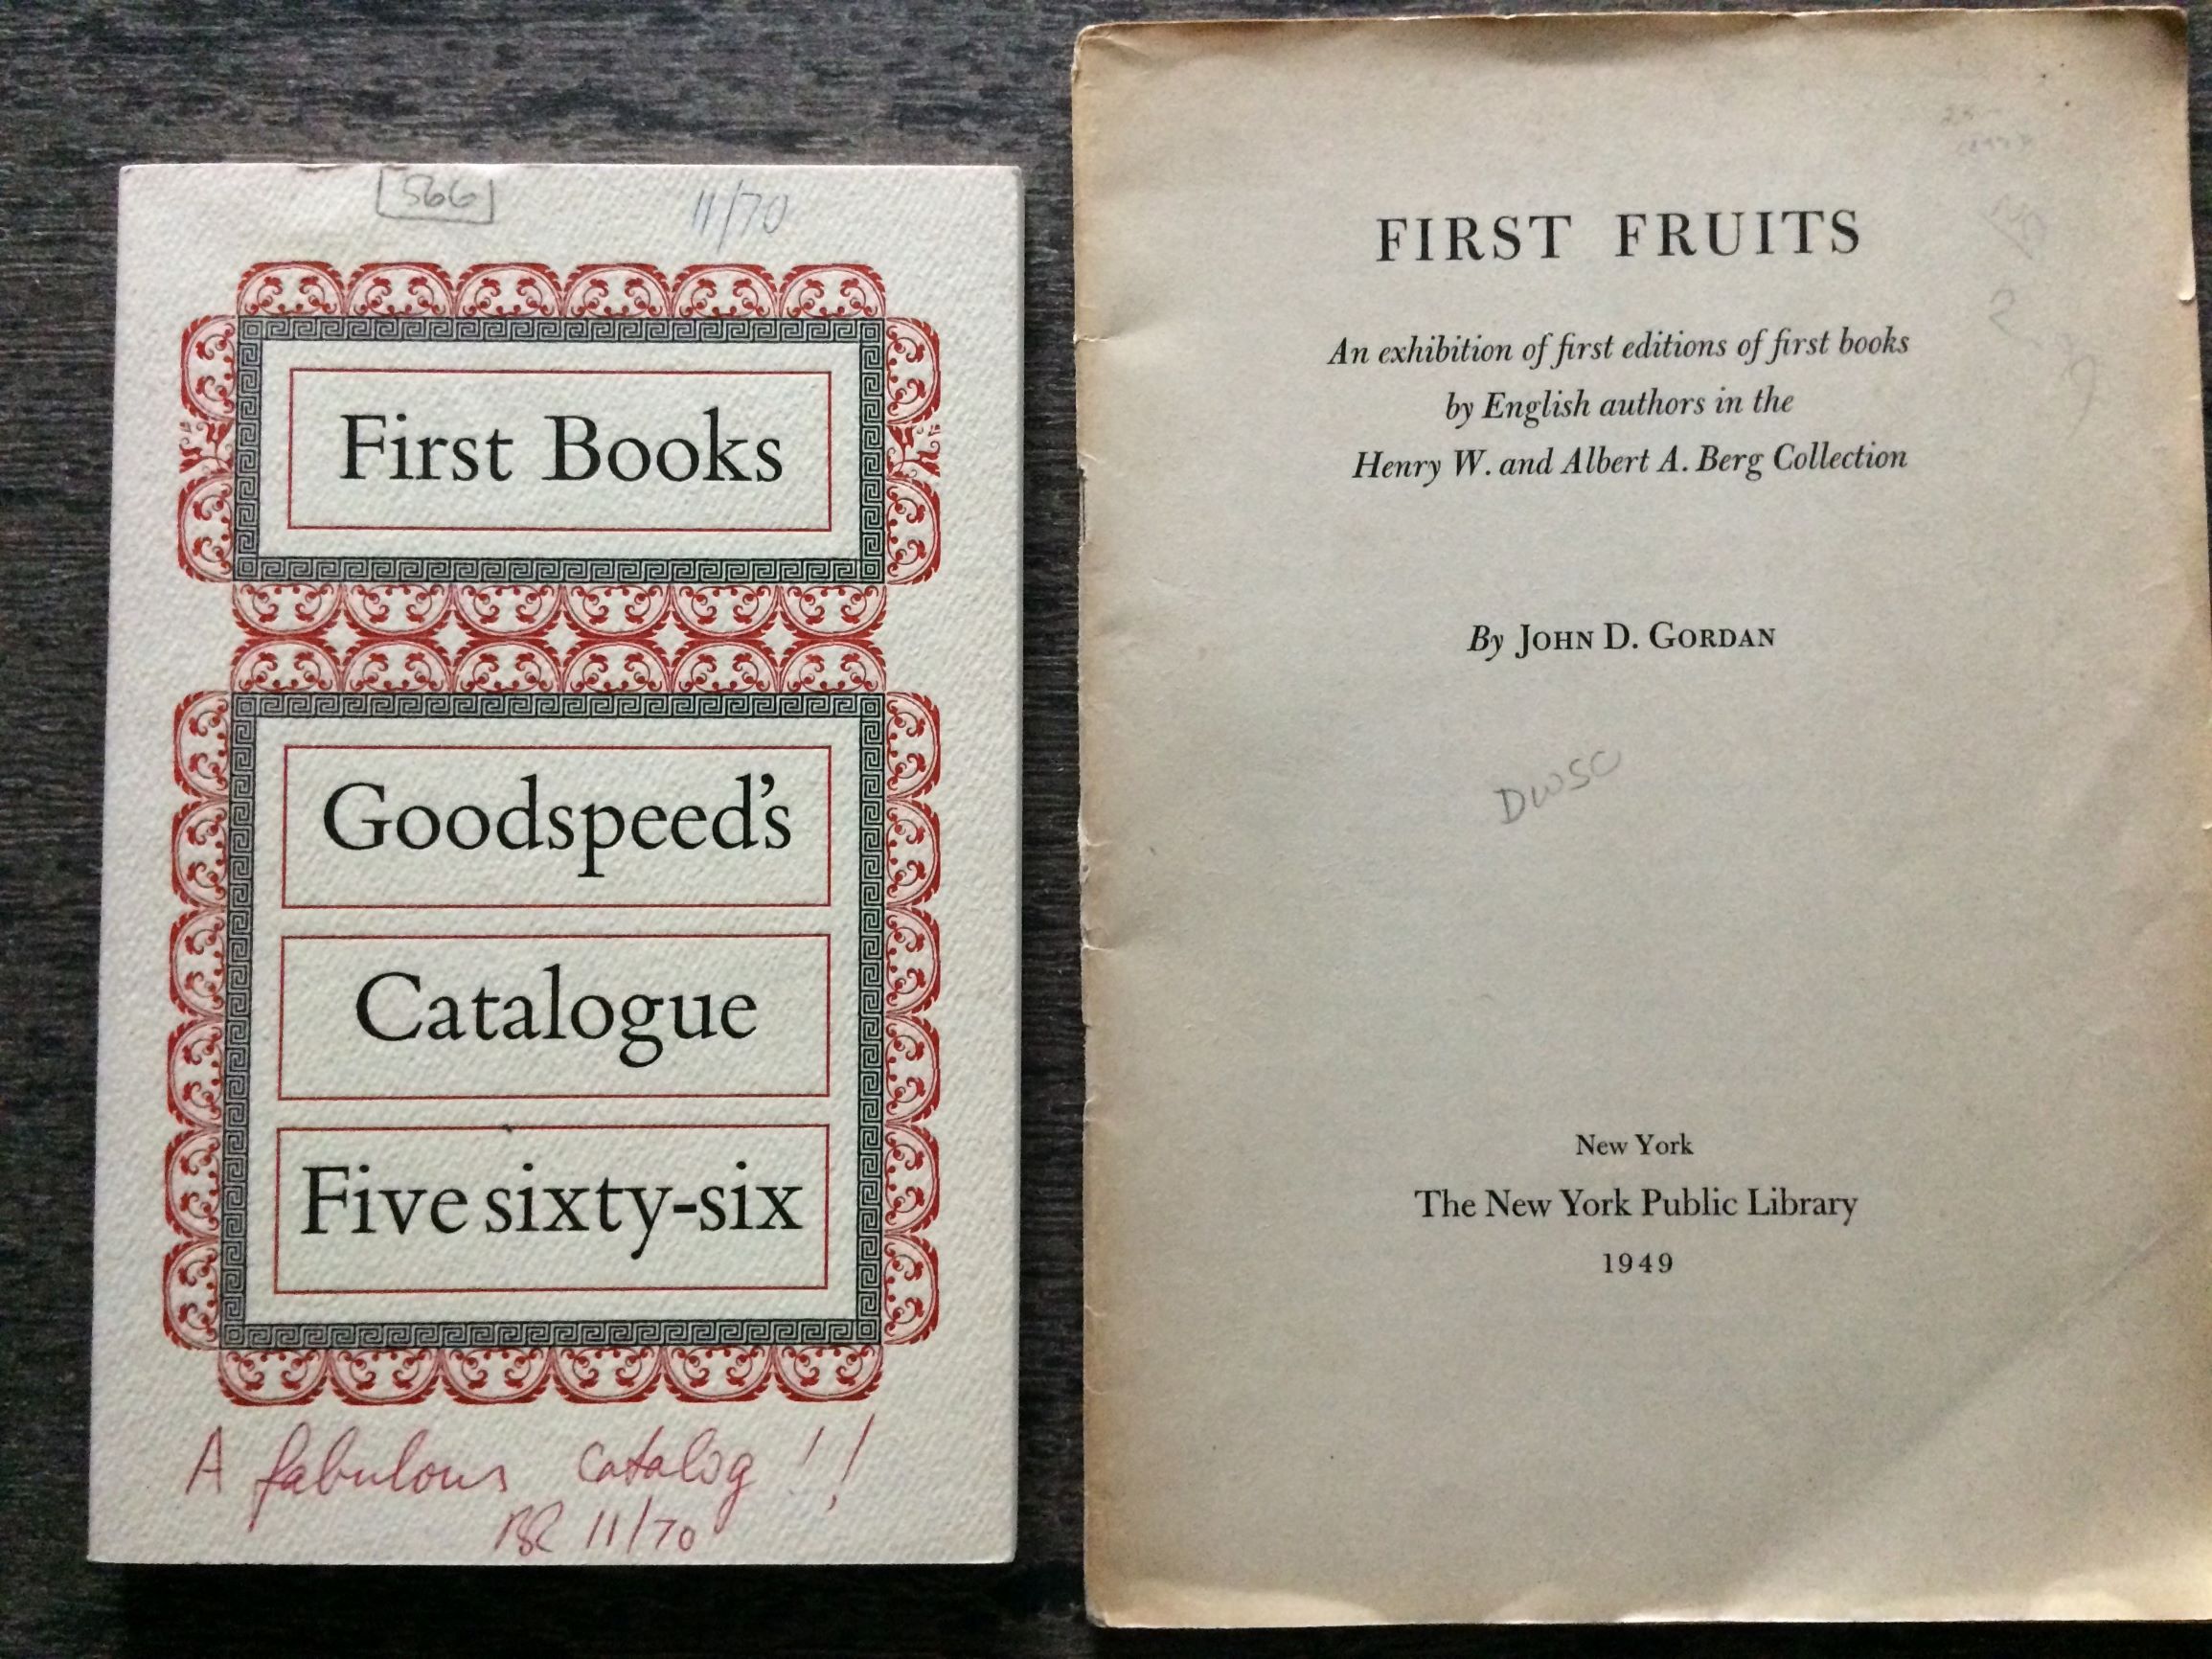 566
11/70
First Books
Goodspeed's
Catalogue
Five sixty-six
A fabulous catalog!!
11/70
FIRST FRUITS
An exhibition of first editions of first books
by English authors in the
Henry W. and Albert A. Berg Collection
By JOHN D. GORDAN
DWSC
New York
The New York Public Library
1949